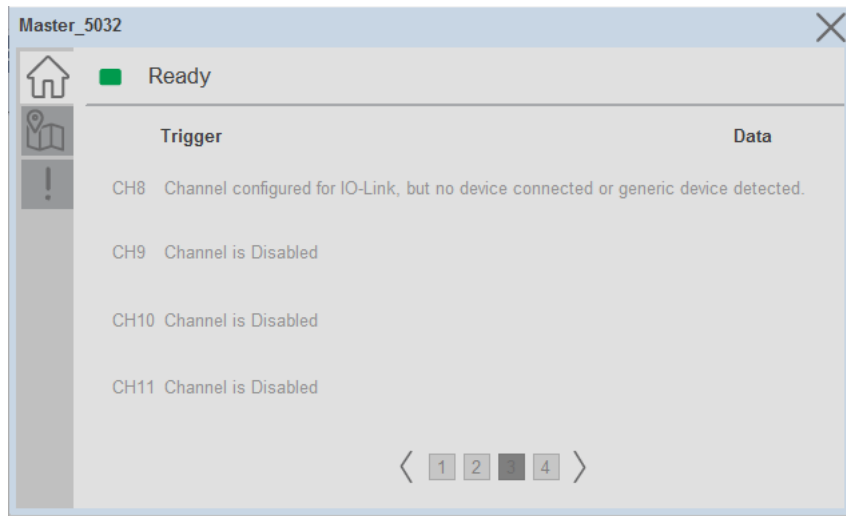 Master_5032
Ready
Trigger Data
CH8 Channel configured for IO-Link, but no device connected or generic device detected.
CH9 Channel is Disabled
CH10 Channel is Disabled
CH11 Channel is Disabled
1 2 3 4